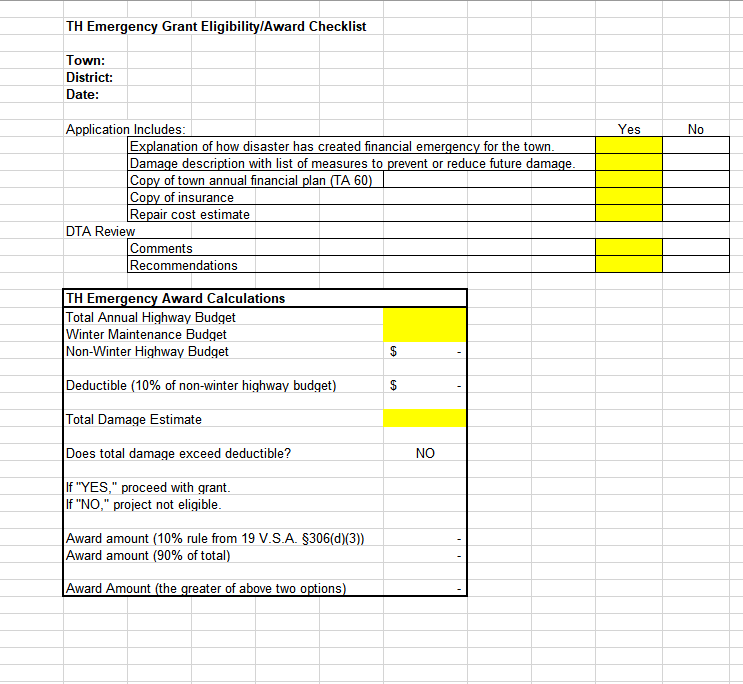 TH Emergency Grant Eligibility/Award Checklist
Town:
District:
Date:
Application Includes: Yes No
Explanation of how disaster has created financial emergency for the town.
Damage description with list of measures to prevent or reduce future damage.
Copy of town annual financial plan (TA 60)
Copy of insurance
Repair cost estimate
DTA Review
Comments
Recommendations
TH Emergency Award Calculations
Total Annual Highway Budget
Winter Maintenance Budget
Non-Winter Highway Budget $ -
Deductible (10% of non-winter highway budget) $ -
Total Damage Estimate
Does total damage exceed deductible? NO
If "YES," proceed with grant.
If "NO," project not eligible.
Award amount (10% rule from 19 V.S.A. §306(d)(3)) -
Award amount (90% of total) -
Award Amount (the greater of above two options) -